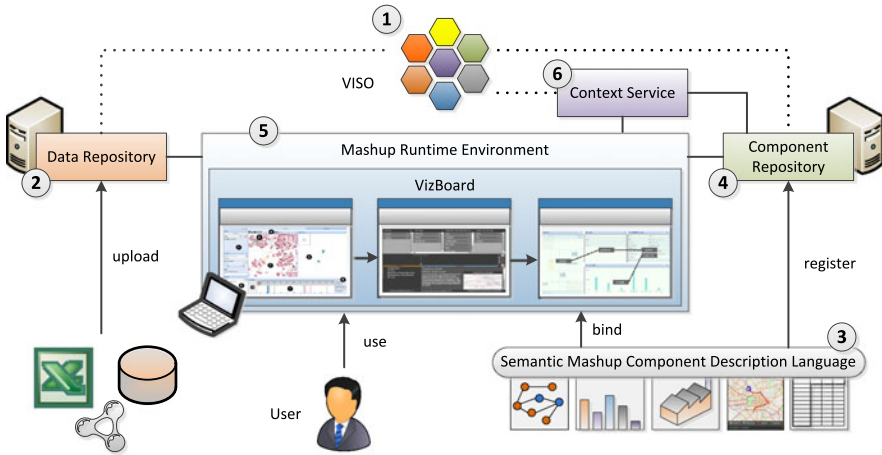 1
VISO
6
Context Service
5
Data Repository
2
Mashup Runtime Environment
Component
Repository
4
VizBoard
upload
register
use
bind
3
Semantic Mashup Component Description Language
User